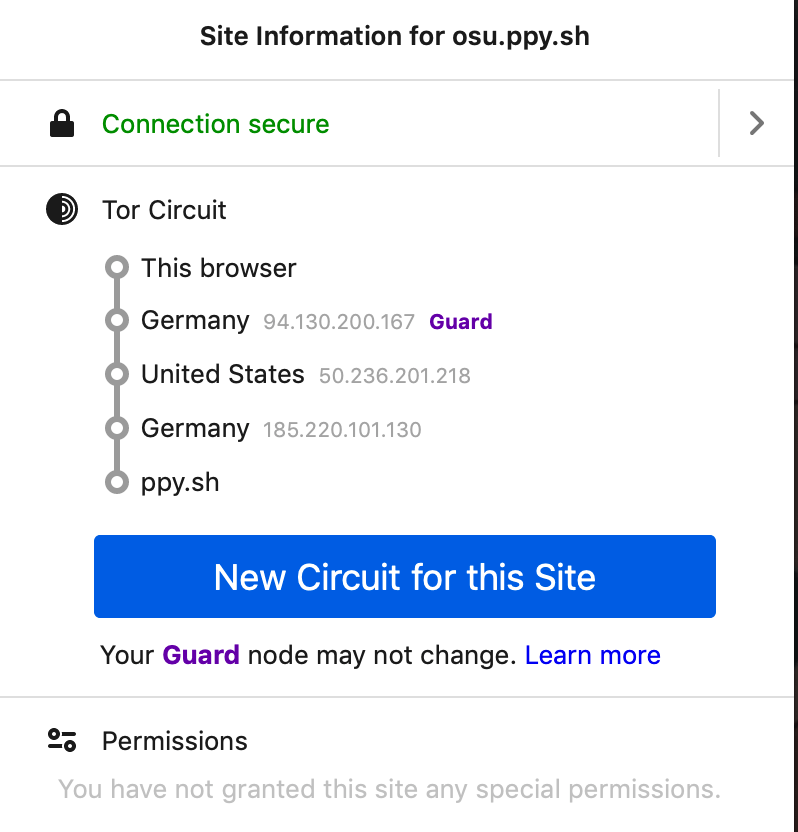 Site Information for osu.ppy.sh
Connection secure
Tor Circuit
This browser
Germany 94.130.200.167 Guard
United States 50.236.201.218
Germany 185.220.101.130
ppy.sh
New Circuit for this Site
Your Guard node may not change. Learn more
Permissions
You have not granted this site any special permissions.